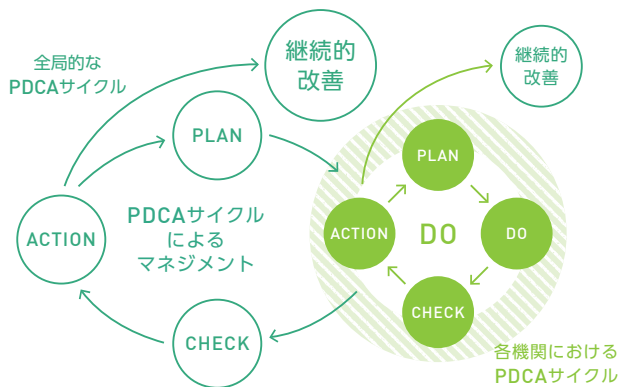 全局的な
PDCAサイクル
継続的
改善
継続的
改善
PLAN
PLAN
ACTION
PDCAサイクル
による
マネジメント
ACTION
DO
DO
CHECK
CHECK
各機関における
PDCAサイクル